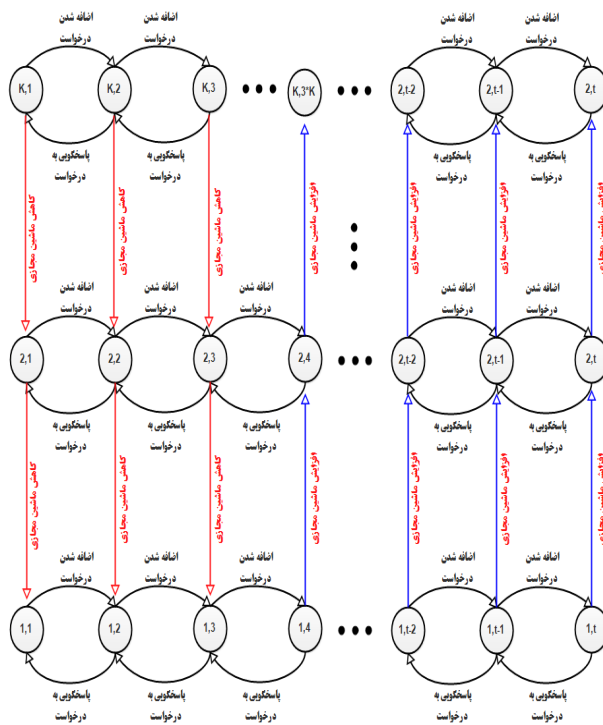 اضافه شدن
درخواست
اضافه شدن
درخواست
اضافه شدن
درخواست
اضافه شدن
درخواست
K,1
K,2
K,3
K,3*K
2,t-2
2,t-1
2,t
پاسخگویی به
درخواست
پاسخگویی به
درخواست
پاسخگویی به
درخواست
پاسخگویی به
درخواست
کاهش ماشین مجازی
کاهش ماشین مجازی
کاهش ماشین مجازی
افزایش ماشین مجازی
افزایش ماشین مجازی
افزایش ماشین مجازی
افزایش ماشین مجازی
اضافه شدن
درخواست
اضافه شدن
درخواست
اضافه شدن
درخواست
اضافه شدن
درخواست
اضافه شدن
درخواست
2,1
2,2
2,3
2,4
2,t-2
2,t-1
2,t
پاسخگویی به
درخواست
پاسخگویی به
درخواست
پاسخگویی به
درخواست
پاسخگویی به
درخواست
پاسخگویی به
درخواست
کاهش ماشین مجازی
کاهش ماشین مجازی
کاهش ماشین مجازی
افزایش ماشین مجازی
افزایش ماشین مجازی
افزایش ماشین مجازی
افزایش ماشین مجازی
اضافه شدن
درخواست
اضافه شدن
درخواست
اضافه شدن
درخواست
اضافه شدن
درخواست
اضافه شدن
درخواست
1,1
1,2
1,3
1,4
1,t-2
1,t-1
1,t
پاسخگویی به
درخواست
پاسخگویی به
درخواست
پاسخگویی به
درخواست
پاسخگویی به
درخواست
پاسخگویی به
درخواست